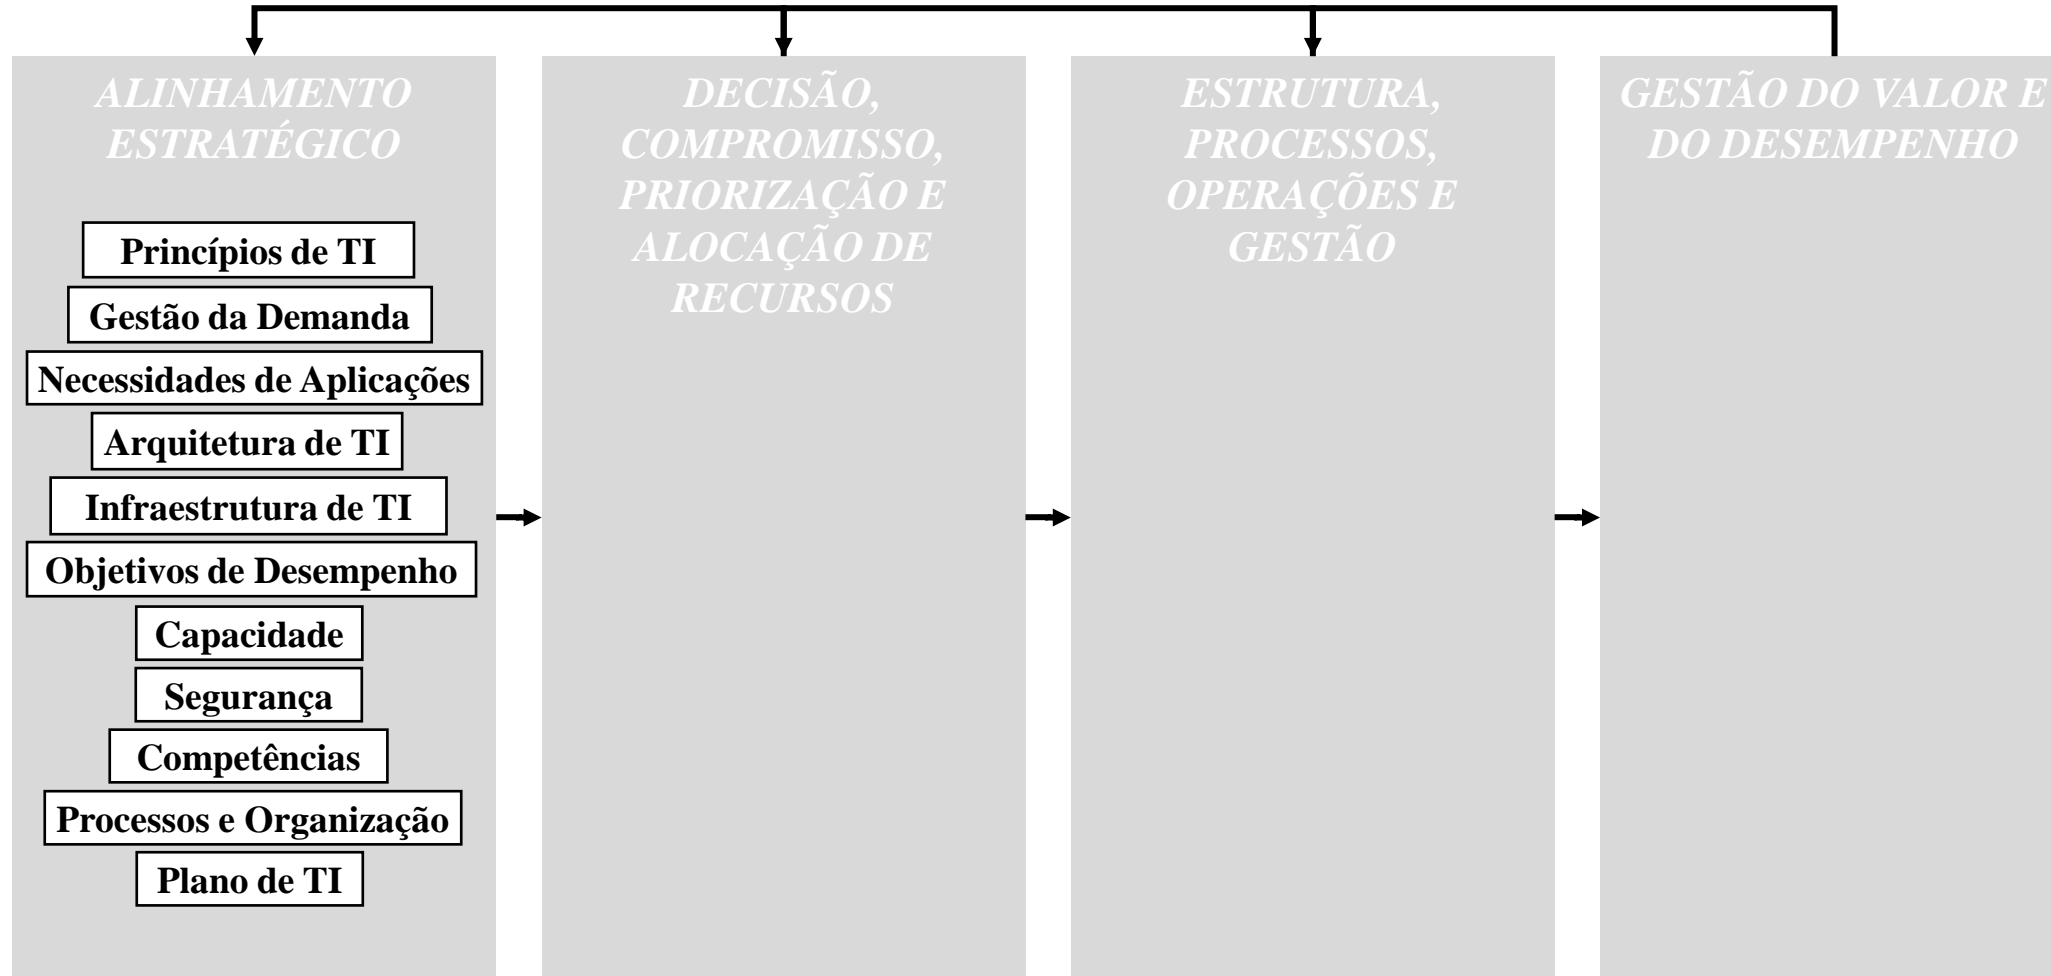 ALINHAMENTO
ESTRATÉGICO
Princípios de TI
Gestão da Demanda
Necessidades de Aplicações
Arquitetura de TI
Infraestrutura de TI
Objetivos de Desempenho
Capacidade
Segurança
Competências
Processos e Organização
Plano de TI
DECISÃO,
COMPROMISSO,
PRIORIZAÇÃO E
ALOCAÇÃO DE
RECURSOS
ESTRUTURA,
PROCESSOS,
OPERAÇÕES E
GESTÃO
GESTÃO DO VALOR E
DO DESEMPENHO